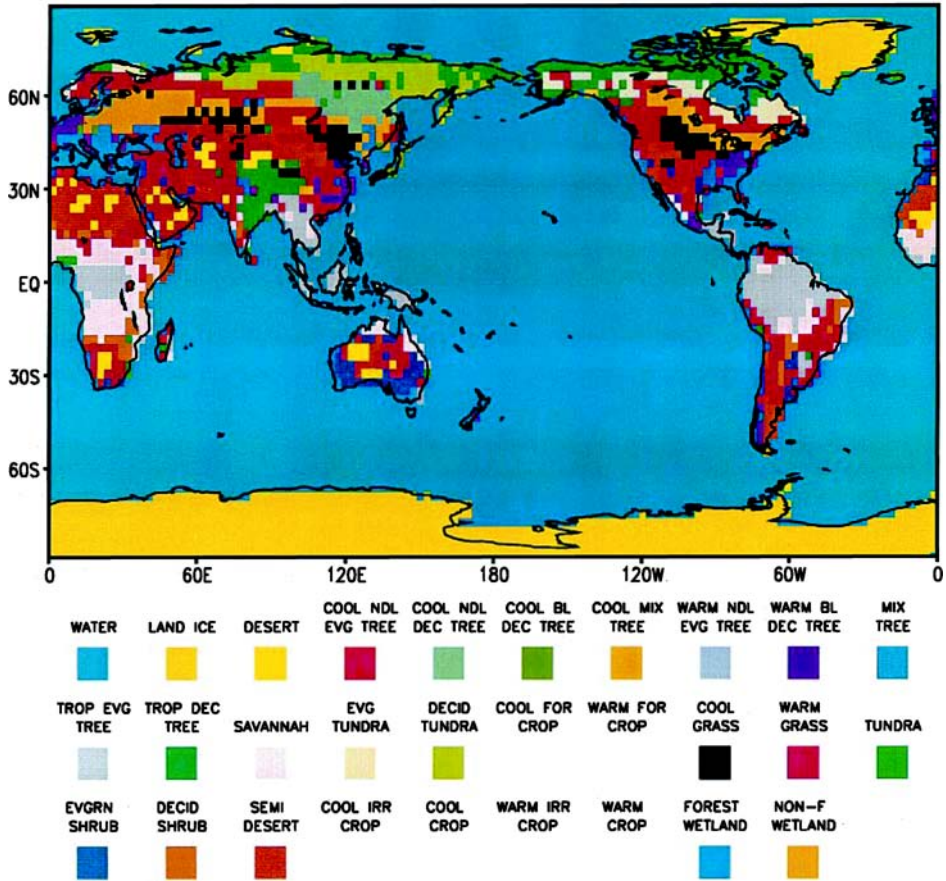 60N
30N
EQ
30S
60S
0 60E 120E 180 120W 60W 0
COOL NDL COOL NDL COOL BL COOL MIX WARM NDL WARM BL MIX
WATER LAND ICE DESERT EVG TREE DEC TREE DEC TREE TREE EVG TREE DEC TREE TREE
TROP EVG TROP DEC EVG DECID COOL FOR WARM FOR COOL WARM
TREE TREE SAVANNAH TUNDRA TUNDRA CROP CROP GRASS GRASS TUNDRA
EVGRN DECID SEMI COOL IRR COOL WARM IRR WARM FOREST NON-F
SHRUB SHRUB DESERT CROP CROP CROP CROP WETLAND WETLAND